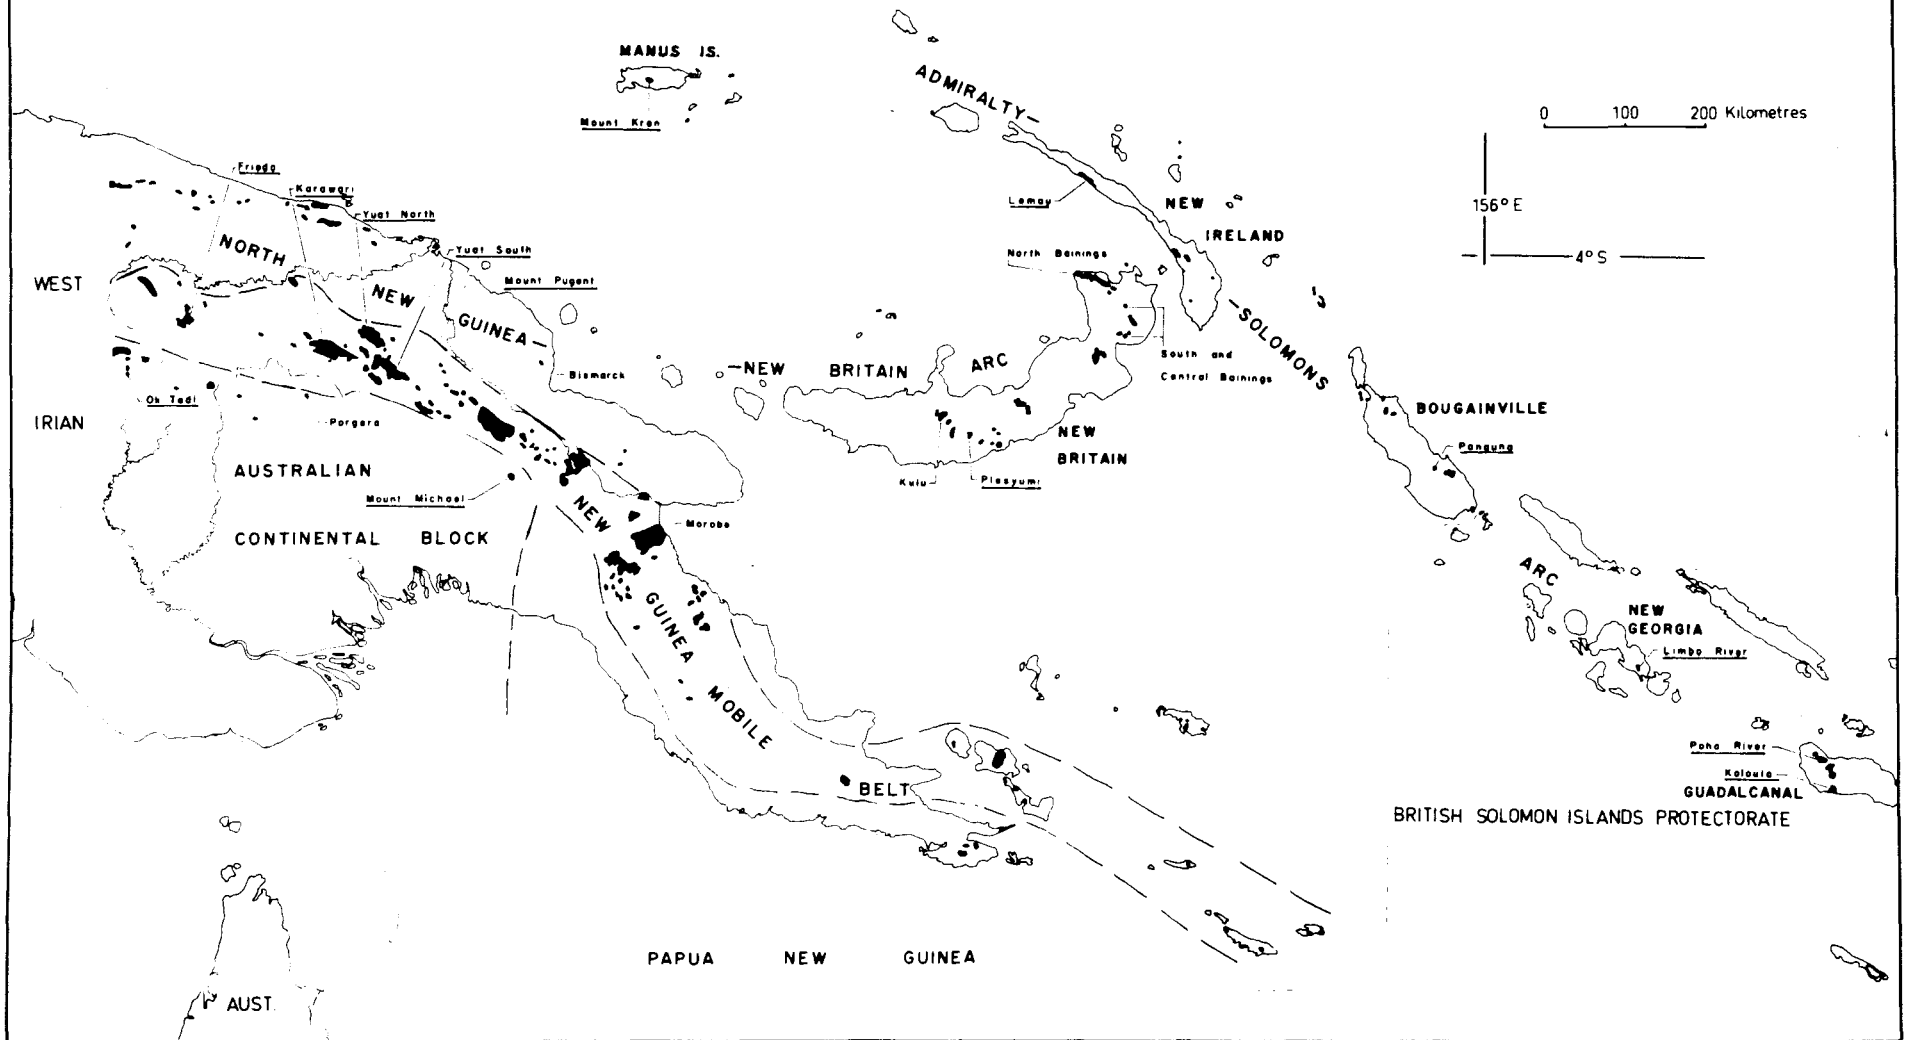 MANUS IS.
Mount Kren
ADMIRALTY—
0 100 200 Kilometres
156° E
4° S
Frieda
Karawari
Yuat North
Yuat South
Mount Pugent
NORTH
NEW
GUINEA—
Bismarck
WEST
IRIAN
Ok Tedi
Porgera
AUSTRALIAN
CONTINENTAL BLOCK
Mount Michael
Morobe
NEW
GUINEA
MOBILE
BELT
Lemay
NEW
IRELAND
North Bainings
South and
Central Bainings
—NEW BRITAIN ARC
NEW
BRITAIN
Kulu
Plesyumi
—SOLOMONS
BOUGAINVILLE
Panguna
ARC
NEW
GEORGIA
Limbo River
Poha River
Koloula
GUADALCANAL
BRITISH SOLOMON ISLANDS PROTECTORATE
PAPUA NEW GUINEA
AUST.